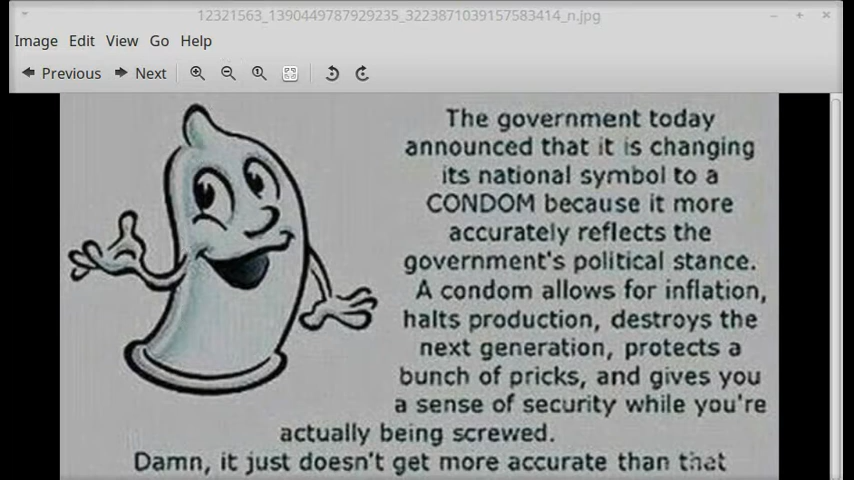 12321563_1390449787929235_3223871039157583414_n.jpg
Image Edit View Go Help
Previous Next
The government today
announced that it is changing
its national symbol to a
CONDOM because it more
accurately reflects the
government's political stance.
A condom allows for inflation,
halts production, destroys the
next generation, protects a
bunch of pricks, and gives you
a sense of security while you're
actually being screwed.
Damn, it just doesn't get more accurate than that